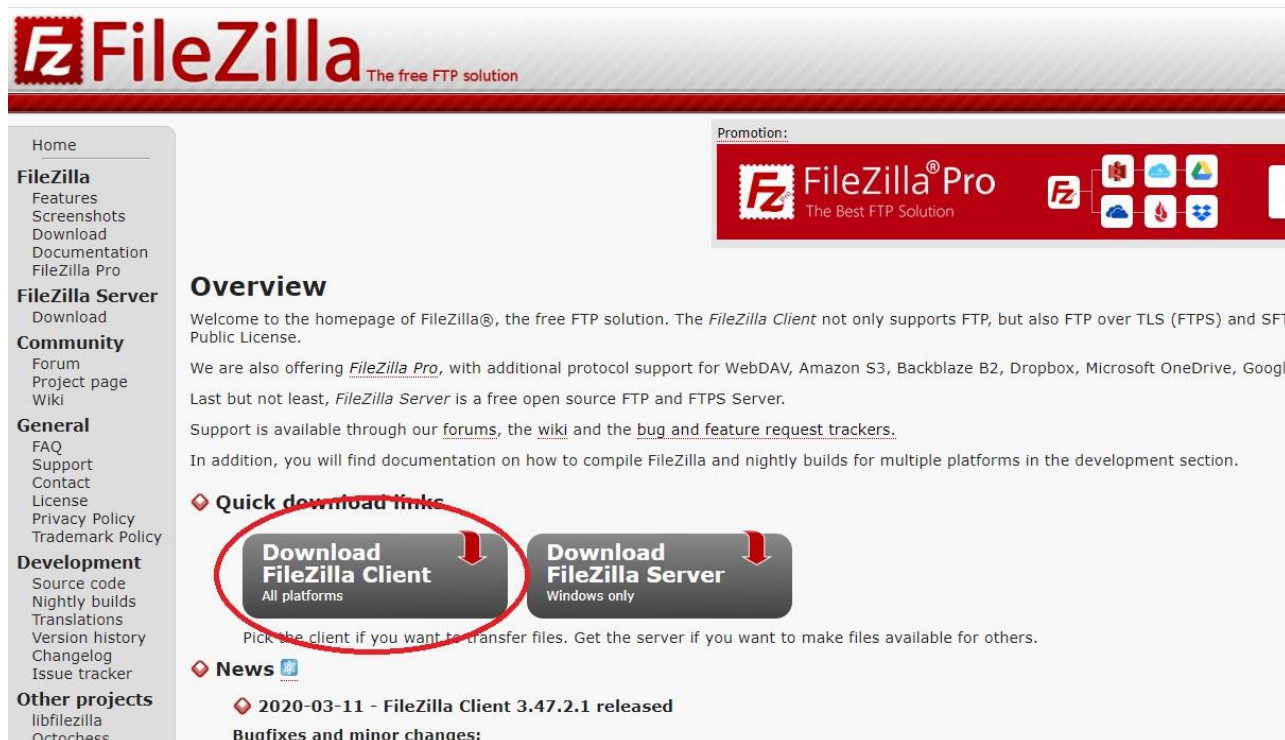 FileZilla The free FTP solution
Home
FileZilla
Features
Screenshots
Download
Documentation
FileZilla Pro
FileZilla Server
Download
Community
Forum
Project page
Wiki
General
FAQ
Support
Contact
License
Privacy Policy
Trademark Policy
Development
Source code
Nightly builds
Translations
Version history
Changelog
Issue tracker
Other projects
libfilezilla
Octochess
Promotion:
FileZilla®Pro
The Best FTP Solution
Overview
Welcome to the homepage of FileZilla®, the free FTP solution. The FileZilla Client not only supports FTP, but also FTP over TLS (FTPS) and SFT
Public License.
We are also offering FileZilla Pro, with additional protocol support for WebDAV, Amazon S3, Backblaze B2, Dropbox, Microsoft OneDrive, Googl
Last but not least, FileZilla Server is a free open source FTP and FTPS Server.
Support is available through our forums, the wiki and the bug and feature request trackers.
In addition, you will find documentation on how to compile FileZilla and nightly builds for multiple platforms in the development section.
Quick download links
Download
FileZilla Client
All platforms
Download
FileZilla Server
Windows only
Pick the client if you want to transfer files. Get the server if you want to make files available for others.
News
2020-03-11 - FileZilla Client 3.47.2.1 released
Bugfixes and minor changes: